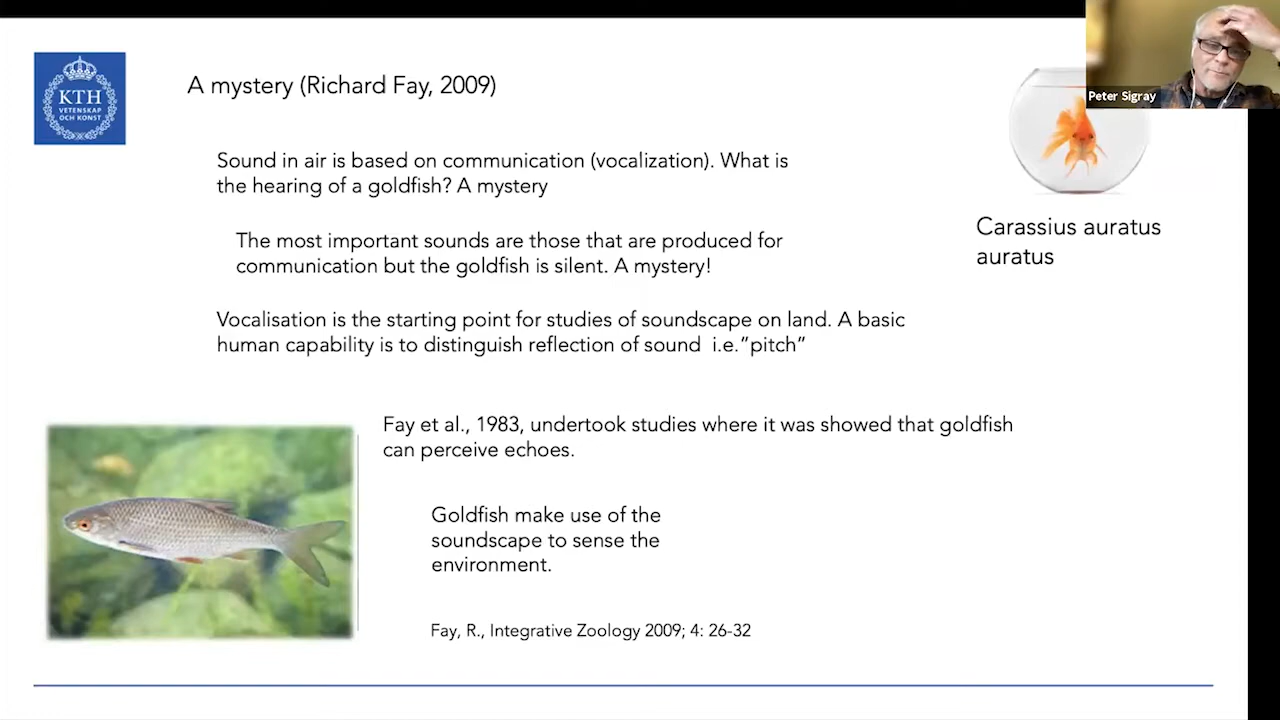 Peter Sigray
KTH
VETENSKAP
OCH KONST
A mystery (Richard Fay, 2009)
Sound in air is based on communication (vocalization). What is
the hearing of a goldfish? A mystery
Carassius auratus
auratus
The most important sounds are those that are produced for
communication but the goldfish is silent. A mystery!
Vocalisation is the starting point for studies of soundscape on land. A basic
human capability is to distinguish reflection of sound  i.e.”pitch”
Fay et al., 1983, undertook studies where it was showed that goldfish
can perceive echoes.
Goldfish make use of the
soundscape to sense the
environment.
Fay, R., Integrative Zoology 2009; 4: 26-32